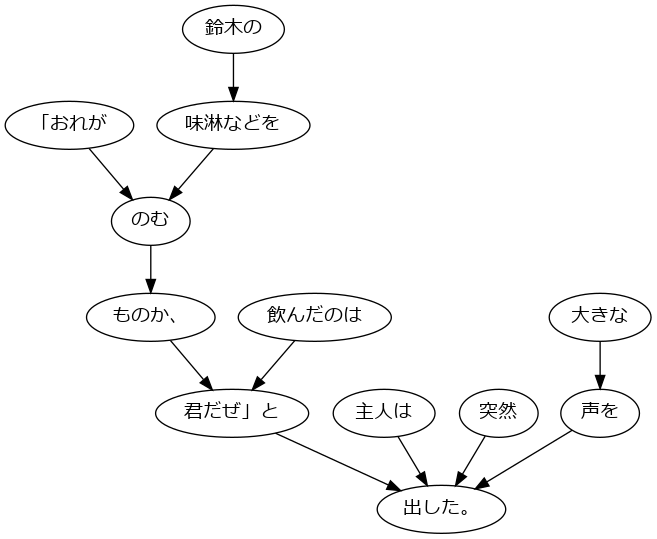 鈴木の
「おれが
味淋などを
のむ
ものか、
飲んだのは
大きな
君だぜ」と
主人は
突然
声を
出した。